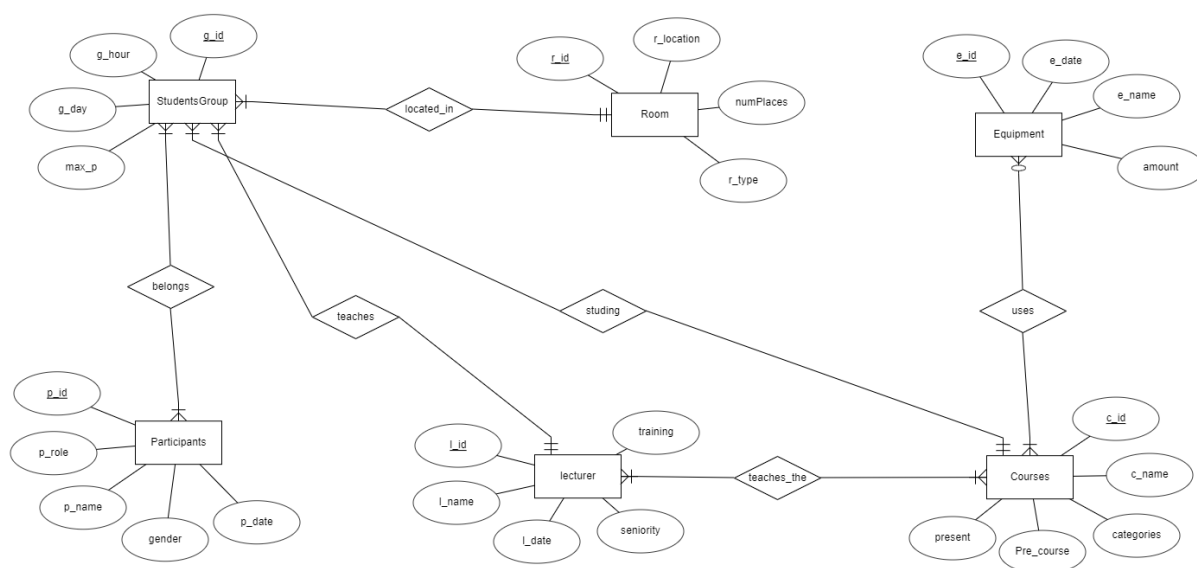 g_id
g_hour
StudentsGroup
g_day
max_p
located_in
r_id
r_location
Room
numPlaces
r_type
e_id
e_date
e_name
Equipment
amount
belongs
teaches
studing
uses
p_id
Participants
p_role
p_name
gender
p_date
l_id
training
lecturer
l_name
l_date
seniority
teaches_the
c_id
Courses
c_name
present
Pre_course
categories